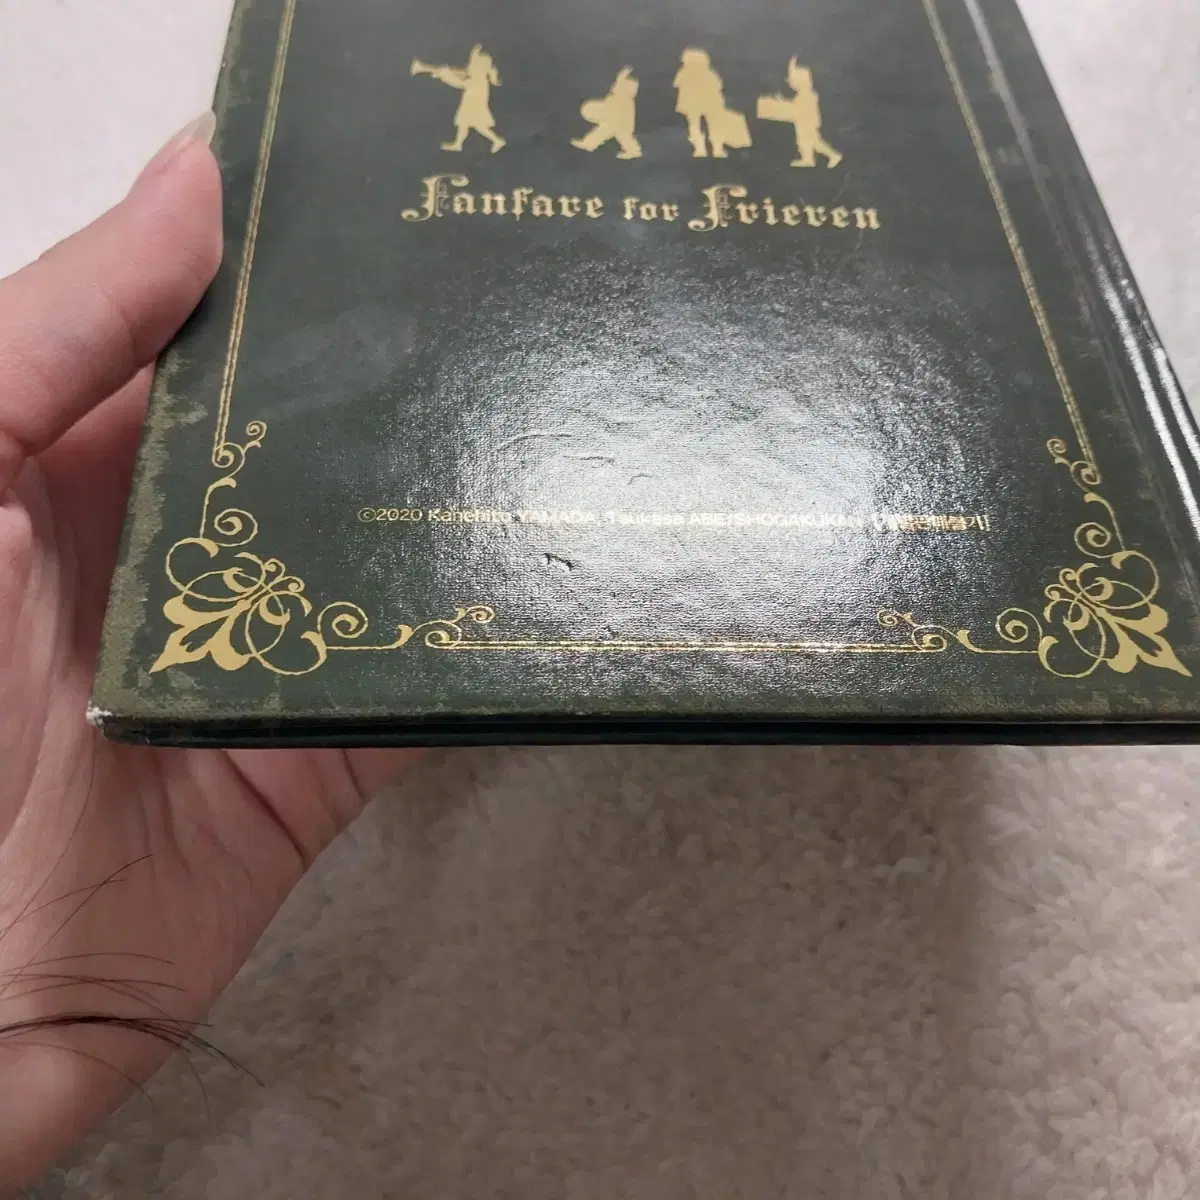 Fanfare for Frieren
©2020 Kanehito YAMADA, Tsukasa ABE/SHOGAKUKAN